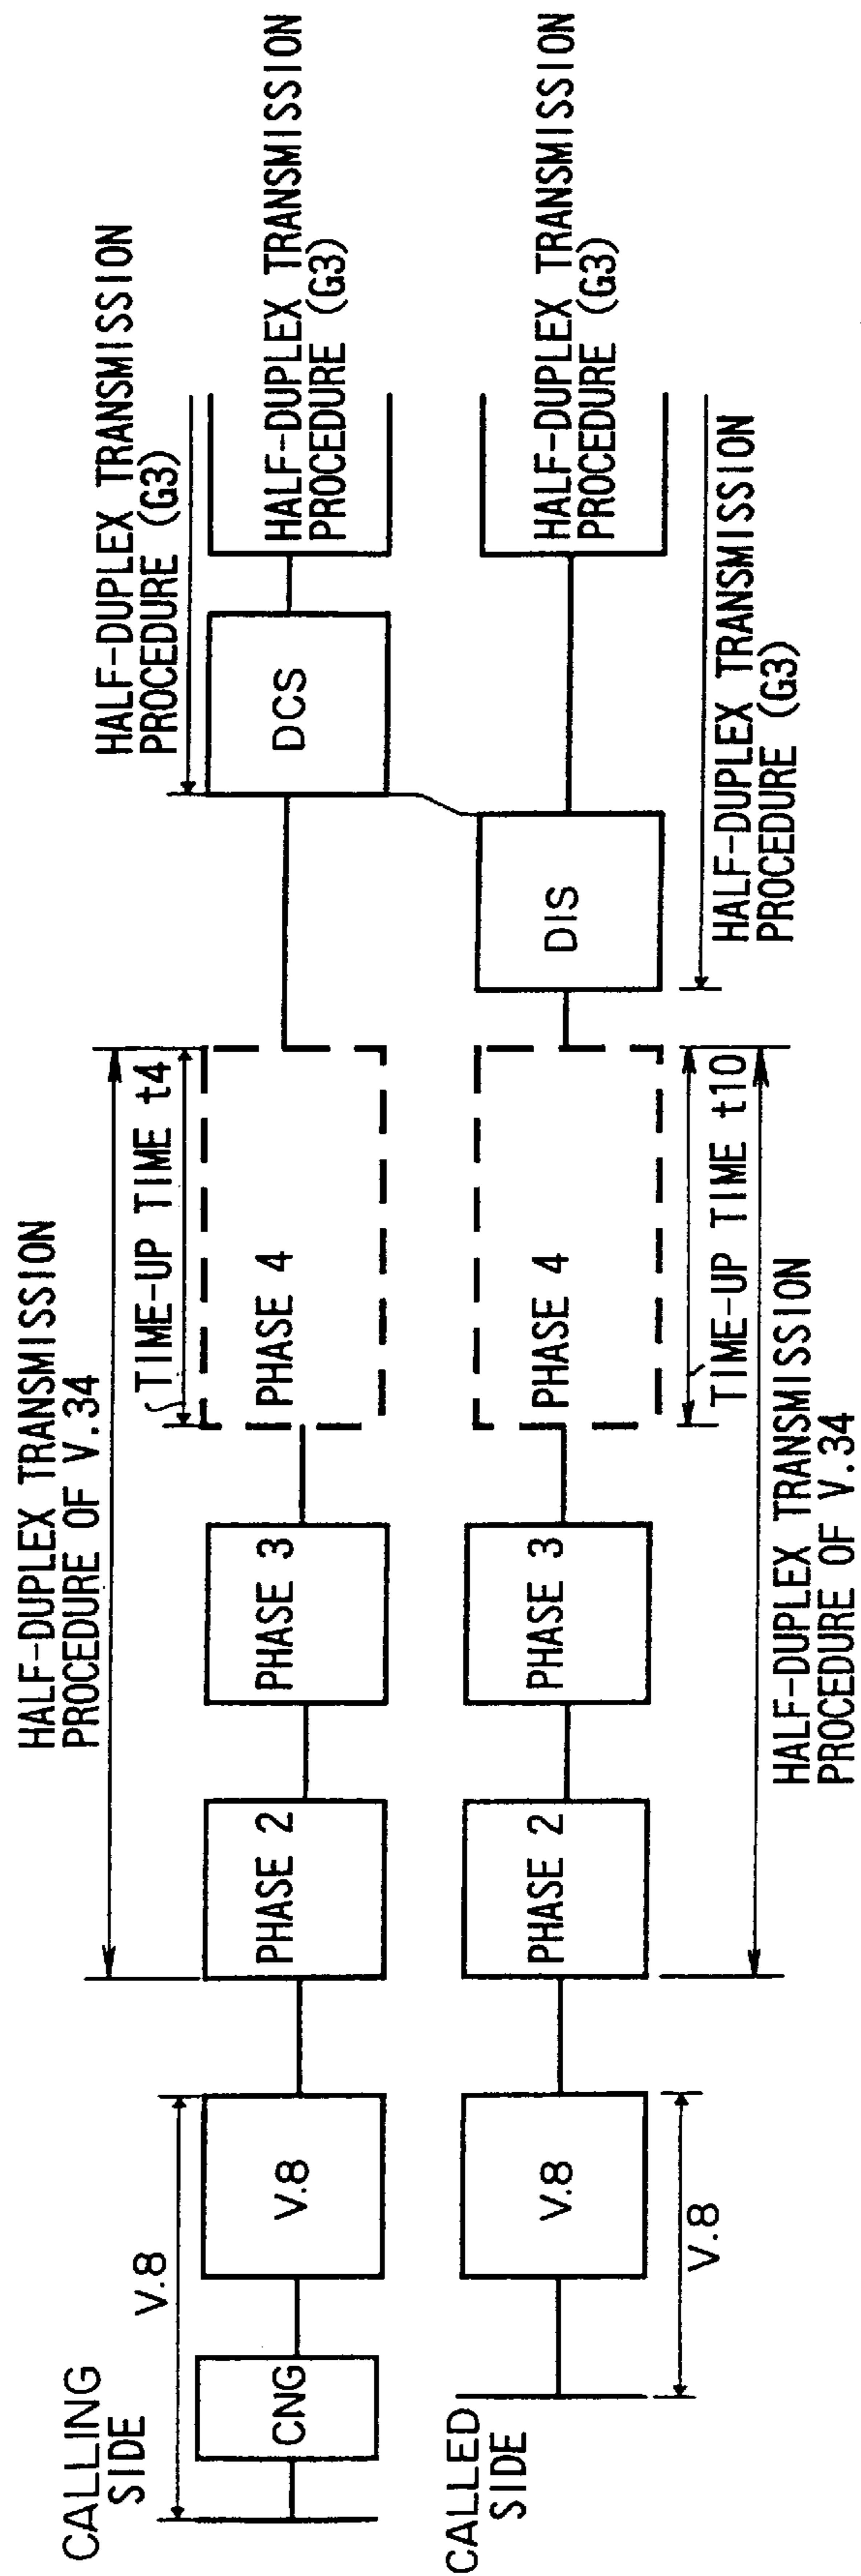 HALF-DUPLEX TRANSMISSION
PROCEDURE OF V.34
HALF-DUPLEX TRANSMISSION
PROCEDURE (G3)
TIME-UP TIME t4
V.8
CALLING
SIDE
CNG
V.8
PHASE 2
PHASE 3
PHASE 4
DCS
HALF-DUPLEX TRANSMISSION
PROCEDURE (G3)
CALLED
SIDE
V.8
PHASE 2
PHASE 3
PHASE 4
DIS
HALF-DUPLEX TRANSMISSION
PROCEDURE (G3)
V.8
TIME-UP TIME t10
HALF-DUPLEX TRANSMISSION
PROCEDURE (G3)
HALF-DUPLEX TRANSMISSION
PROCEDURE OF V.34